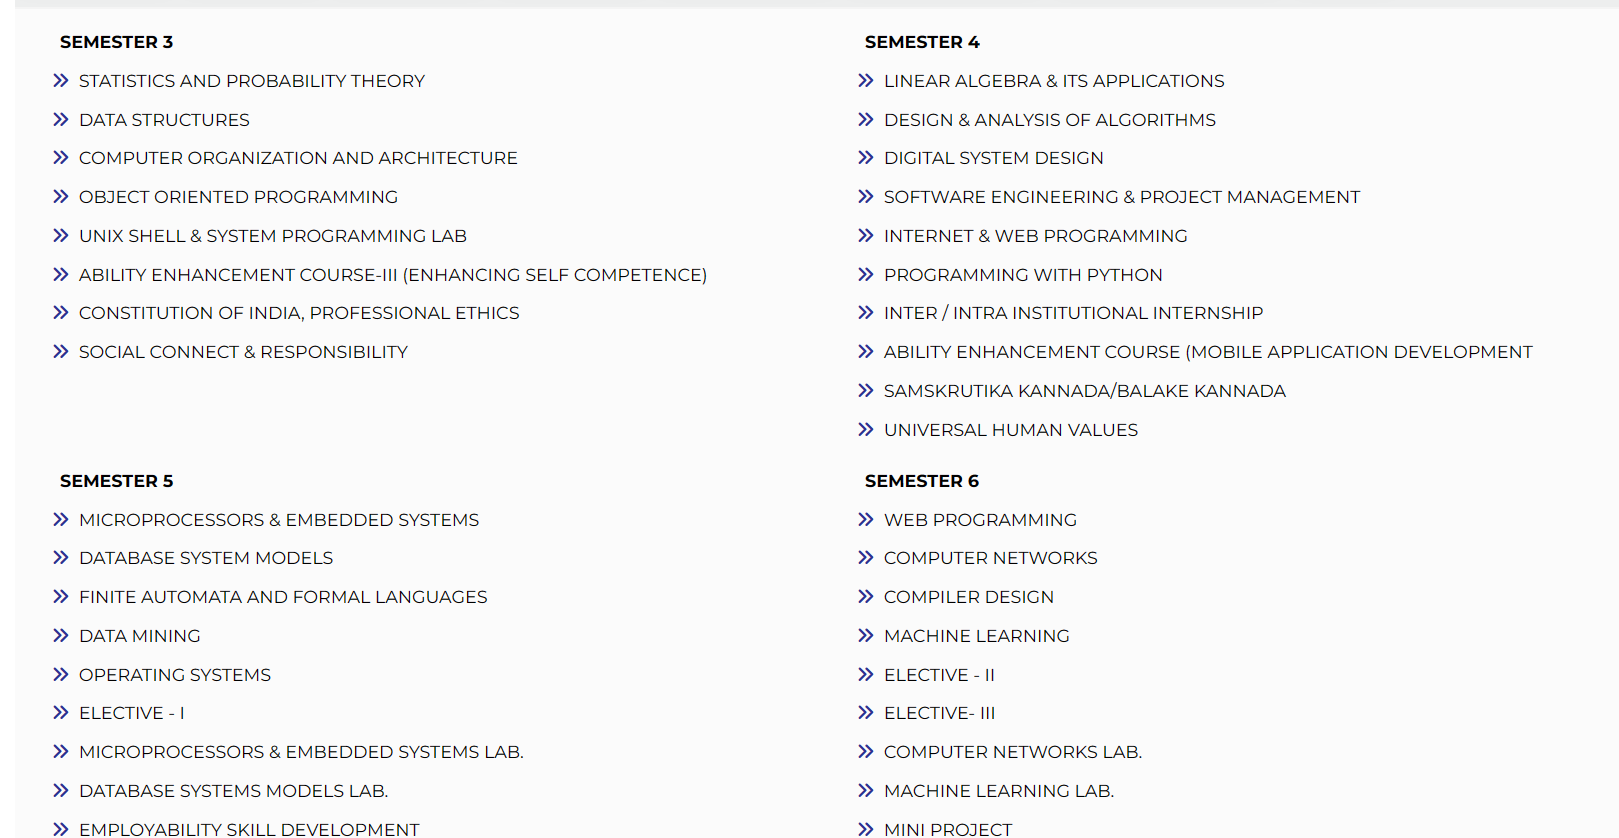 SEMESTER 3
STATISTICS AND PROBABILITY THEORY
DATA STRUCTURES
COMPUTER ORGANIZATION AND ARCHITECTURE
OBJECT ORIENTED PROGRAMMING
UNIX SHELL & SYSTEM PROGRAMMING LAB
ABILITY ENHANCEMENT COURSE-III (ENHANCING SELF COMPETENCE)
CONSTITUTION OF INDIA, PROFESSIONAL ETHICS
SOCIAL CONNECT & RESPONSIBILITY
SEMESTER 4
LINEAR ALGEBRA & ITS APPLICATIONS
DESIGN & ANALYSIS OF ALGORITHMS
DIGITAL SYSTEM DESIGN
SOFTWARE ENGINEERING & PROJECT MANAGEMENT
INTERNET & WEB PROGRAMMING
PROGRAMMING WITH PYTHON
INTER / INTRA INSTITUTIONAL INTERNSHIP
ABILITY ENHANCEMENT COURSE (MOBILE APPLICATION DEVELOPMENT
SAMSKRUTIKA KANNADA/BALAKE KANNADA
UNIVERSAL HUMAN VALUES
SEMESTER 5
MICROPROCESSORS & EMBEDDED SYSTEMS
DATABASE SYSTEM MODELS
FINITE AUTOMATA AND FORMAL LANGUAGES
DATA MINING
OPERATING SYSTEMS
ELECTIVE - I
MICROPROCESSORS & EMBEDDED SYSTEMS LAB.
DATABASE SYSTEMS MODELS LAB.
EMPLOYABILITY SKILL DEVELOPMENT
SEMESTER 6
WEB PROGRAMMING
COMPUTER NETWORKS
COMPILER DESIGN
MACHINE LEARNING
ELECTIVE - II
ELECTIVE- III
COMPUTER NETWORKS LAB.
MACHINE LEARNING LAB.
MINI PROJECT